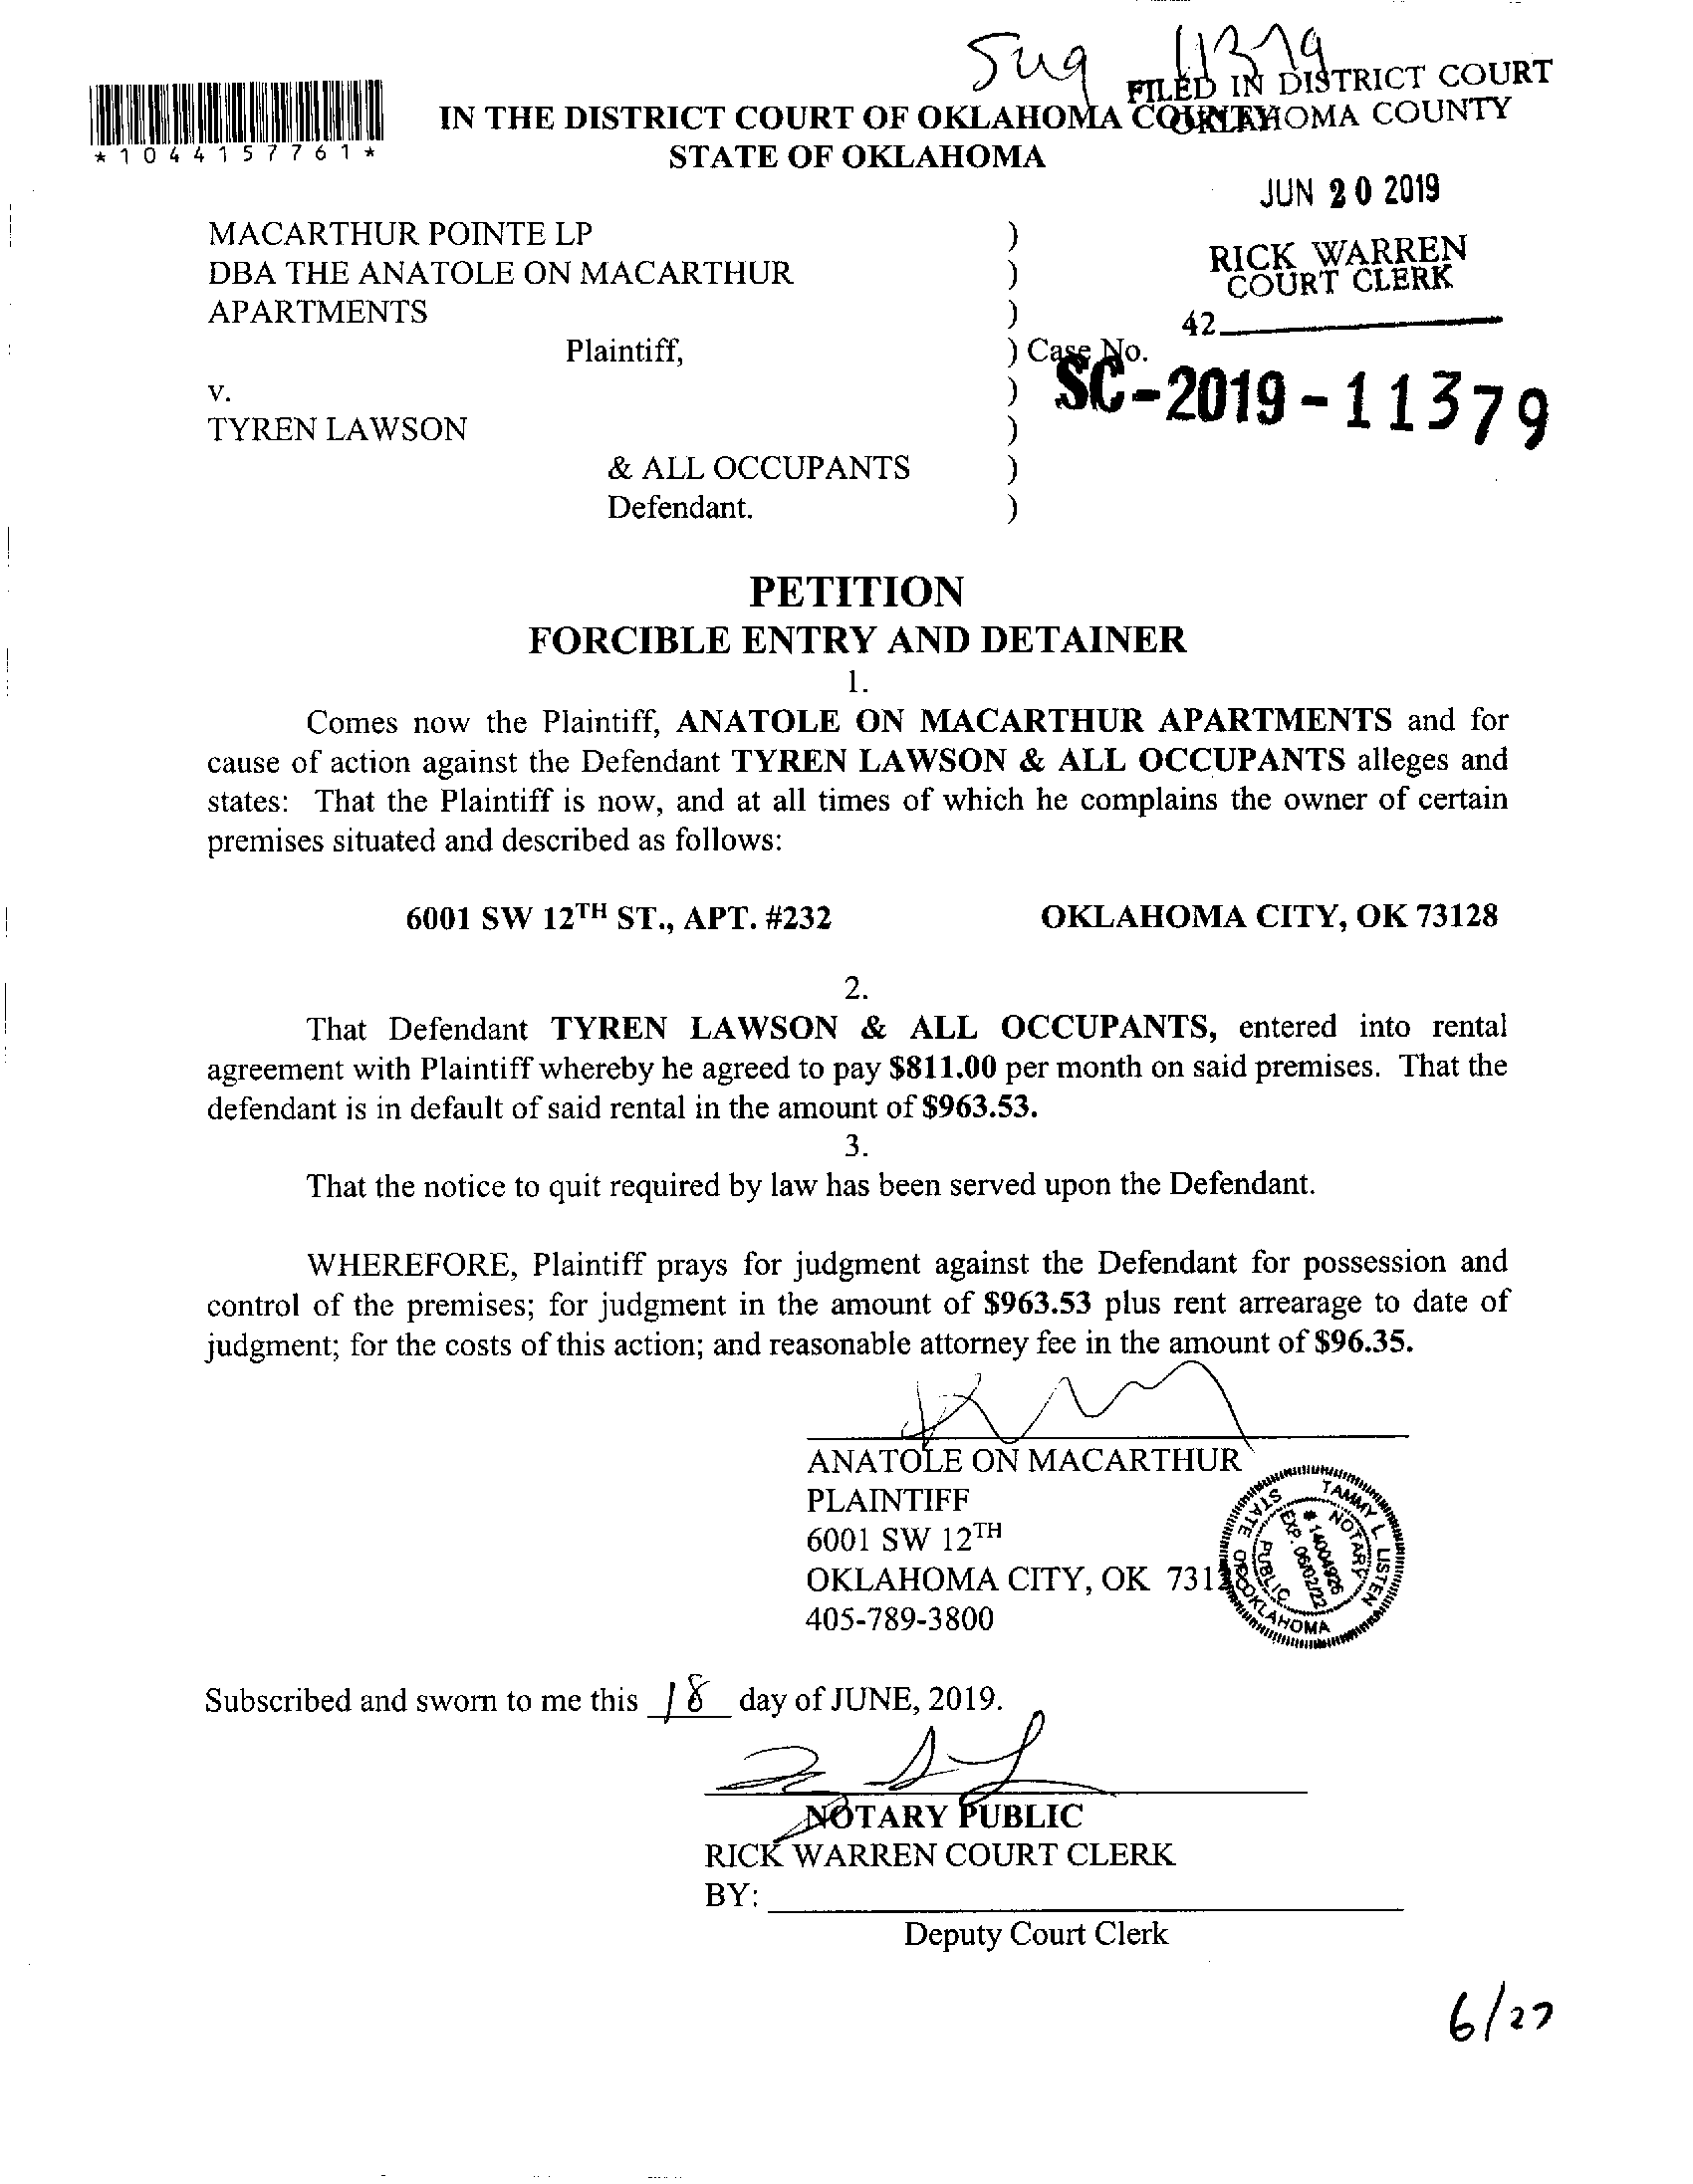 11379
FILED IN DISTRICT COURT
OKLAHOMA COUNTY
*1044157761*
IN THE DISTRICT COURT OF OKLAHOMA COUNTY
STATE OF OKLAHOMA
JUN 20 2019
RICK WARREN
COURT CLERK
42
MACARTHUR POINTE LP )
DBA THE ANATOLE ON MACARTHUR )
APARTMENTS )
Plaintiff, ) Case No.
SC-2019-11379
v. )
TYREN LAWSON )
& ALL OCCUPANTS )
Defendant. )
PETITION
FORCIBLE ENTRY AND DETAINER
1.
Comes now the Plaintiff, ANATOLE ON MACARTHUR APARTMENTS and for
cause of action against the Defendant TYREN LAWSON & ALL OCCUPANTS alleges and
states: That the Plaintiff is now, and at all times of which he complains the owner of certain
premises situated and described as follows:
6001 SW 12TH ST., APT. #232 OKLAHOMA CITY, OK 73128
2.
That Defendant TYREN LAWSON & ALL OCCUPANTS, entered into rental
agreement with Plaintiff whereby he agreed to pay $811.00 per month on said premises. That the
defendant is in default of said rental in the amount of $963.53.
3.
That the notice to quit required by law has been served upon the Defendant.
WHEREFORE, Plaintiff prays for judgment against the Defendant for possession and
control of the premises; for judgment in the amount of $963.53 plus rent arrearage to date of
judgment; for the costs of this action; and reasonable attorney fee in the amount of $96.35.
ANATOLE ON MACARTHUR
PLAINTIFF
6001 SW 12TH
OKLAHOMA CITY, OK 731
405-789-3800
TAMMY L. LISTEN
NOTARY
# 14004926
EXP. 06/02/22
PUBLIC
STATE OF OKLAHOMA
Subscribed and sworn to me this 18 day of JUNE, 2019.
NOTARY PUBLIC
RICK WARREN COURT CLERK
BY:
Deputy Court Clerk
6/27